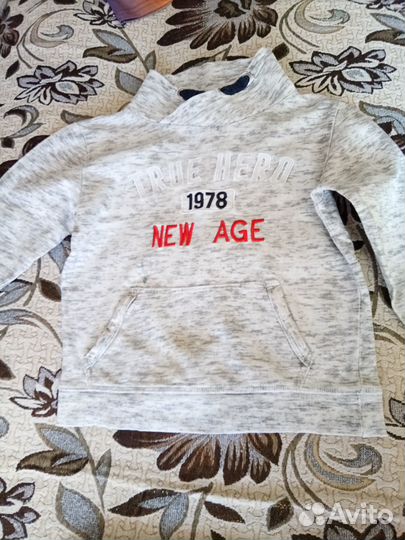 TRUE HERO
1978
NEW AGE
Avito